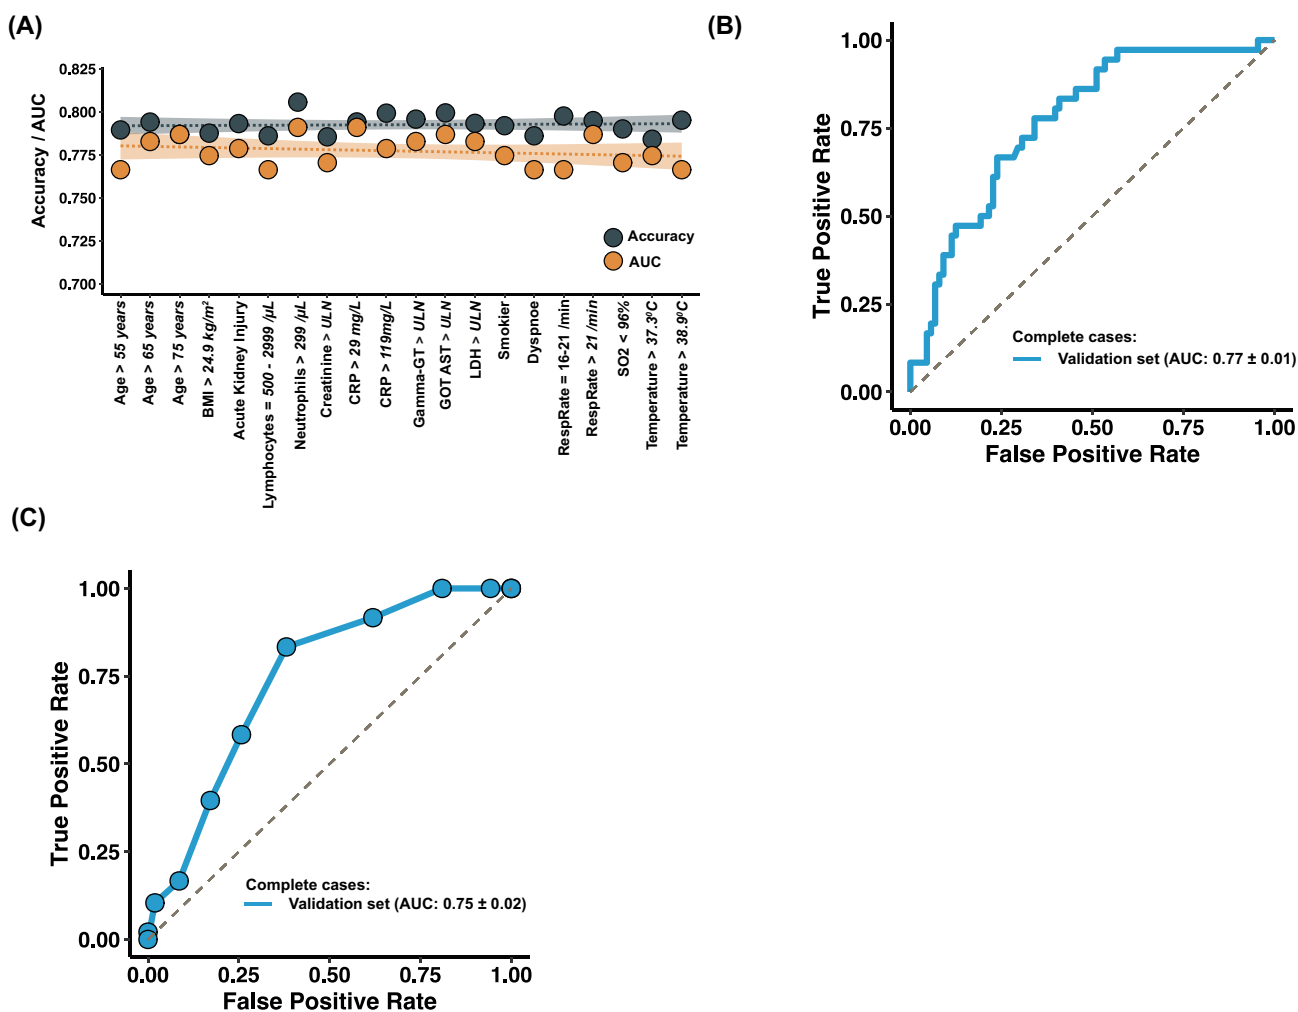 (A)
0.825
0.800
0.775
0.750
0.725
0.700
Accuracy / AUC
Accuracy
AUC
Age > 55 years
Age > 65 years
Age > 75 years
BMI > 24.9 kg/m²
Acute Kidney Injury
Lymphocytes = 500 - 2999 /µL
Neutrophils > 299 /µL
Creatinine > ULN
CRP > 29 mg/L
CRP > 119mg/L
Gamma-GT > ULN
GOT AST > ULN
LDH > ULN
Smokier
Dyspnoe
RespRate = 16-21 /min
RespRate > 21 /min
SO2 < 96%
Temperature > 37.3⁰C
Temperature > 38.9⁰C
(B)
1.00
0.75
0.50
0.25
0.00
True Positive Rate
Complete cases:
Validation set (AUC: 0.77 ± 0.01)
0.00 0.25 0.50 0.75 1.00
False Positive Rate
(C)
1.00
0.75
0.50
0.25
0.00
True Positive Rate
Complete cases:
Validation set (AUC: 0.75 ± 0.02)
0.00 0.25 0.50 0.75 1.00
False Positive Rate